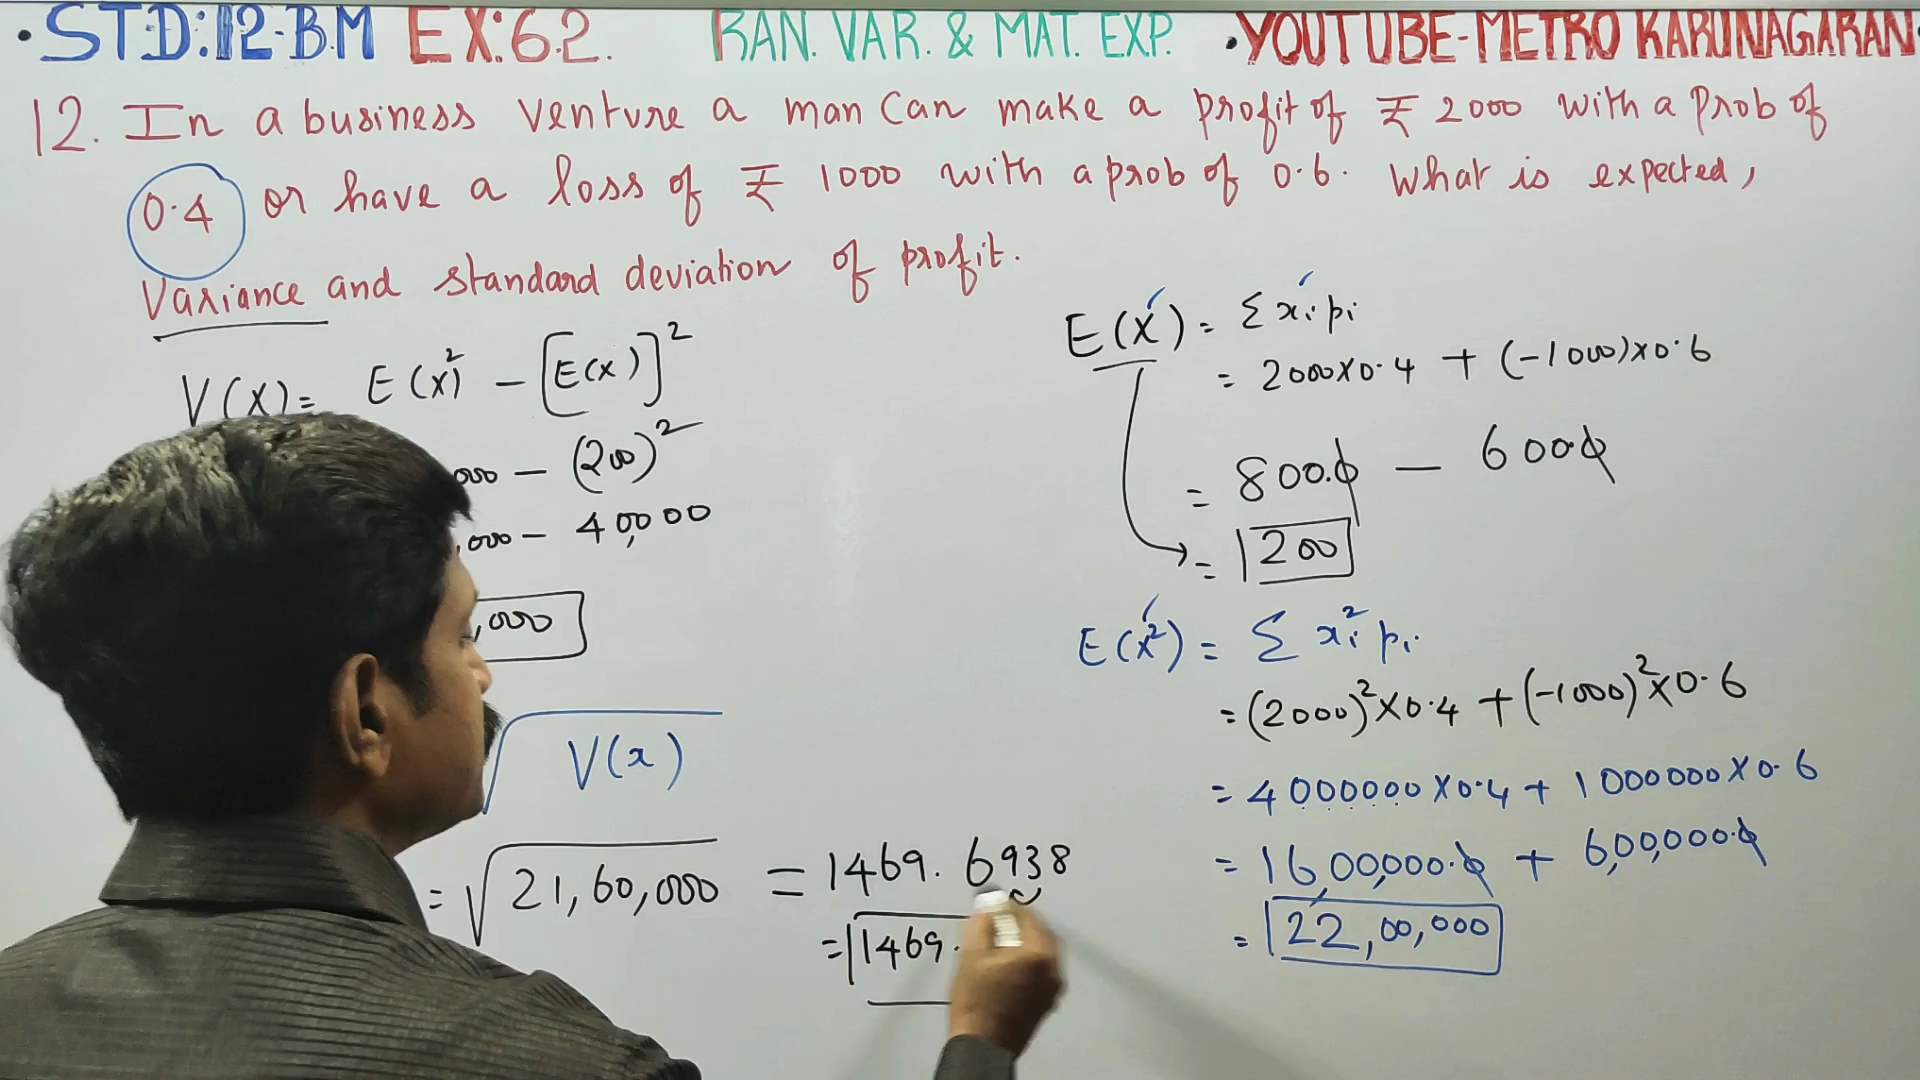 • STD:12-B.M EX:6.2. RAN. VAR. & MAT. EXP. • YOUTUBE-METRO KARUNAGARAN
12. In a business venture a man can make a profit of ₹ 2000 with a prob of
0.4 or have a loss of ₹ 1000 with a prob of 0.6. What is expected,
Variance and standard deviation of profit.
V(X) = E(X²) − [E(X)]²
000 − (200)²
,000 − 40,000
,000
√V(x)
= √21,60,000 = 1469.6938
= 1469.
E(X) = Σ xi pi
= 2000×0.4 + (−1000)×0.6
= 800.0 − 600.0
= 200
E(X²) = Σ xi² pi
= (2000)²×0.4 + (−1000)²×0.6
= 4000000×0.4 + 1000000×0.6
= 16,00,000.0 + 6,00,000.0
= 22,00,000